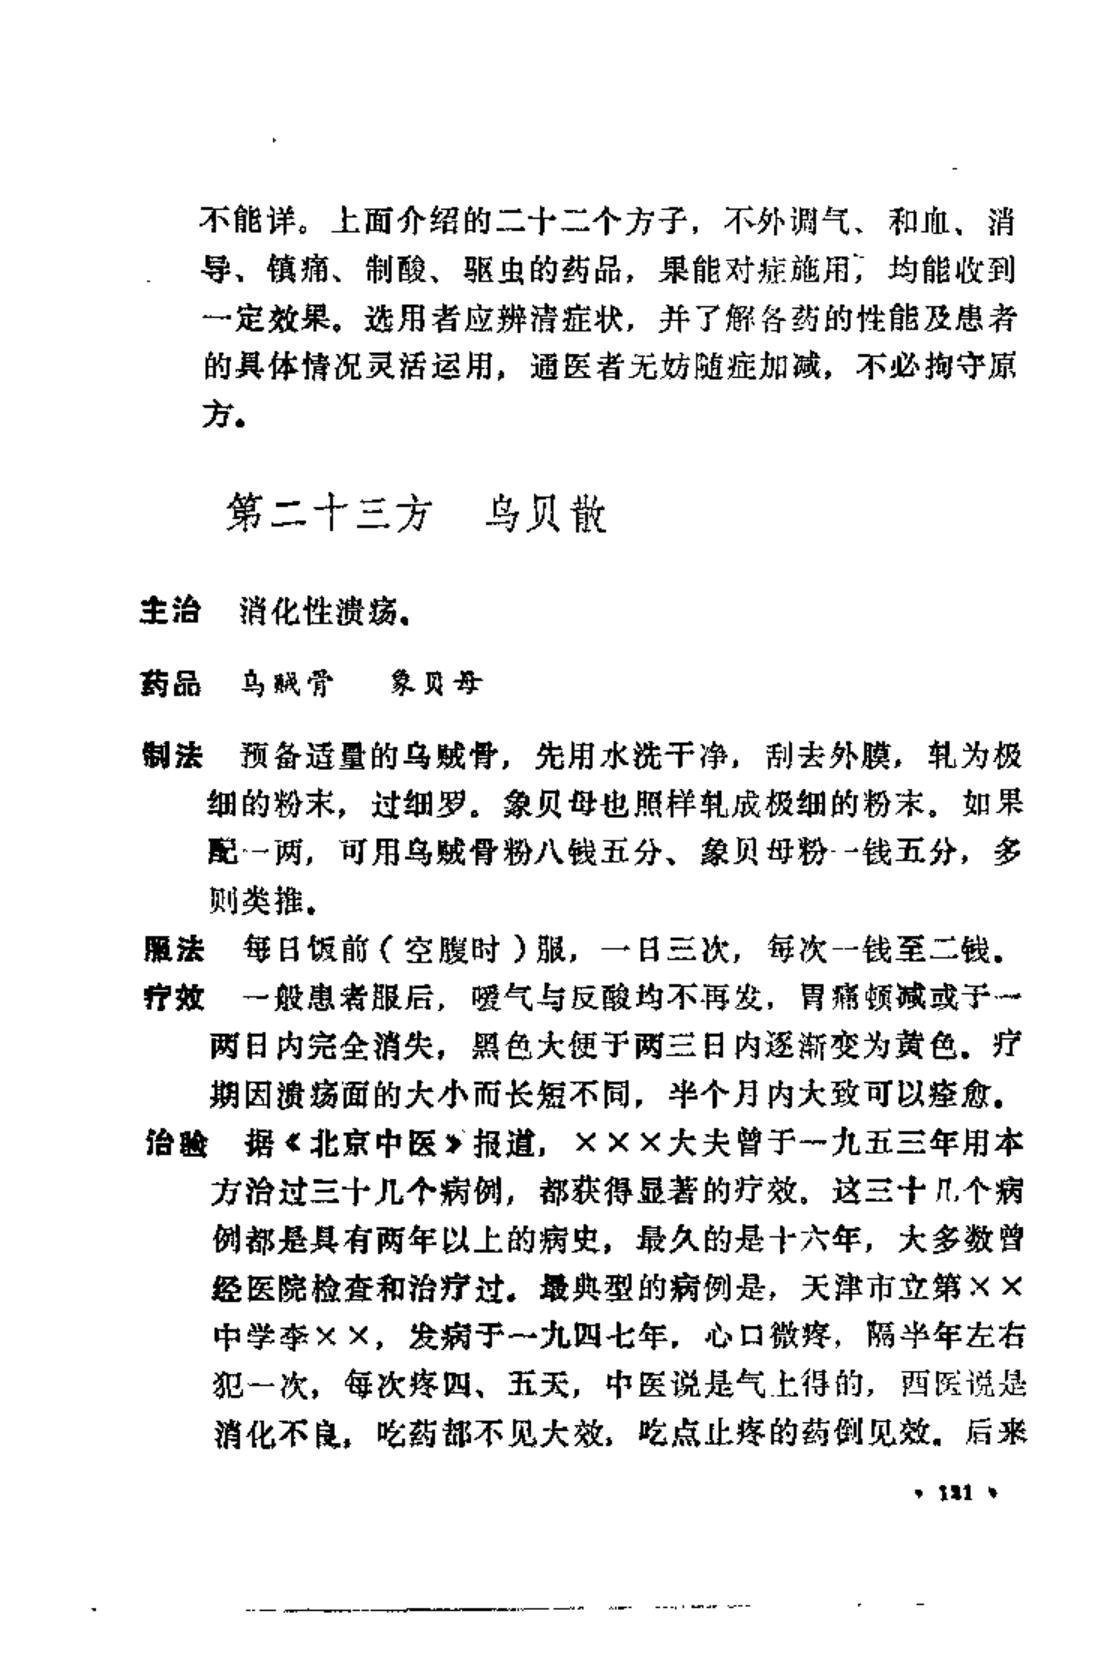 不能详。上面介绍的二十二个方子，不外调气、和血、消
导、镇痛、制酸、驱虫的药品，果能对症施用，均能收到
一定效果。选用者应辨清症状，并了解各药的性能及患者
的具体情况灵活运用，通医者无妨随症加减，不必拘守原
方。
第二十三方　乌贝散
主治　消化性溃疡。
药品　乌贼骨　象贝母
制法　预备适量的乌贼骨，先用水洗干净，刮去外膜，轧为极
细的粉末，过细罗。象贝母也照样轧成极细的粉末。如果
配一两，可用乌贼骨粉八钱五分、象贝母粉一钱五分，多
则类推。
服法　每日饭前（空腹时）服，一日三次，每次一钱至二钱。
疗效　一般患者服后，嗳气与反酸均不再发，胃痛顿减或于一
两日内完全消失，黑色大便于两三日内逐渐变为黄色。疗
期因溃疡面的大小而长短不同，半个月内大致可以痊愈。
治验　据《北京中医》报道，×××大夫曾于一九五三年用本
方治过三十几个病例，都获得显著的疗效。这三十几个病
例都是具有两年以上的病史，最久的是十六年，大多数曾
经医院检查和治疗过。最典型的病例是，天津市立第××
中学李××，发病于一九四七年，心口微疼，隔半年左右
犯一次，每次疼四、五天，中医说是气上得的，西医说是
消化不良，吃药都不见大效，吃点止疼的药倒见效。后来
• 121 •